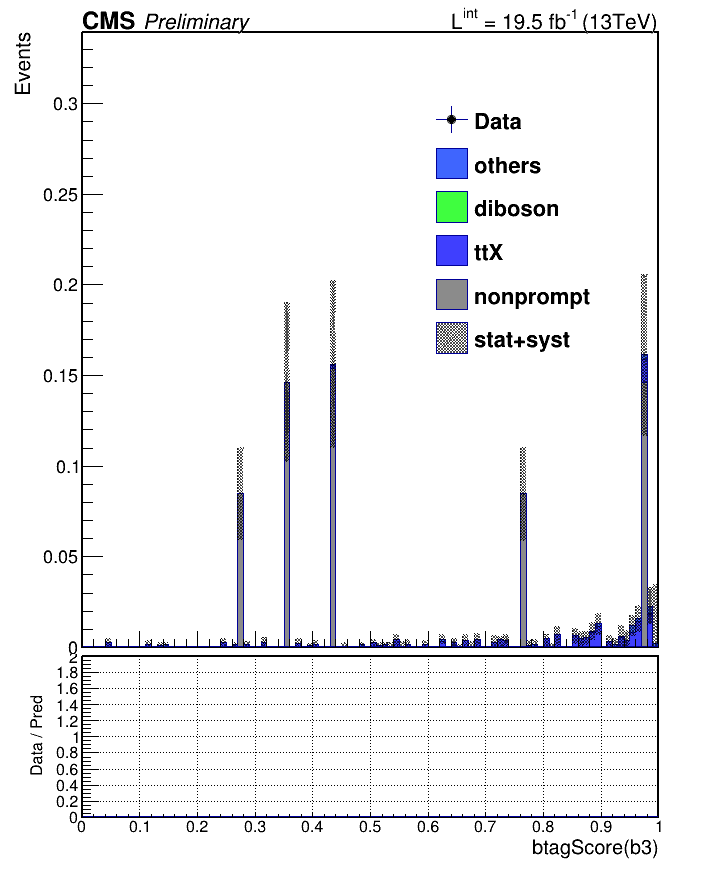 CMS Preliminary
L^int = 19.5 fb^-1 (13TeV)
Events
0.3
0.25
0.2
0.15
0.1
0.05
0
Data
others
diboson
ttX
nonprompt
stat+syst
Data / Pred
2
1.8
1.6
1.4
1.2
1
0.8
0.6
0.4
0.2
0
0 0.1 0.2 0.3 0.4 0.5 0.6 0.7 0.8 0.9 1
btagScore(b3)